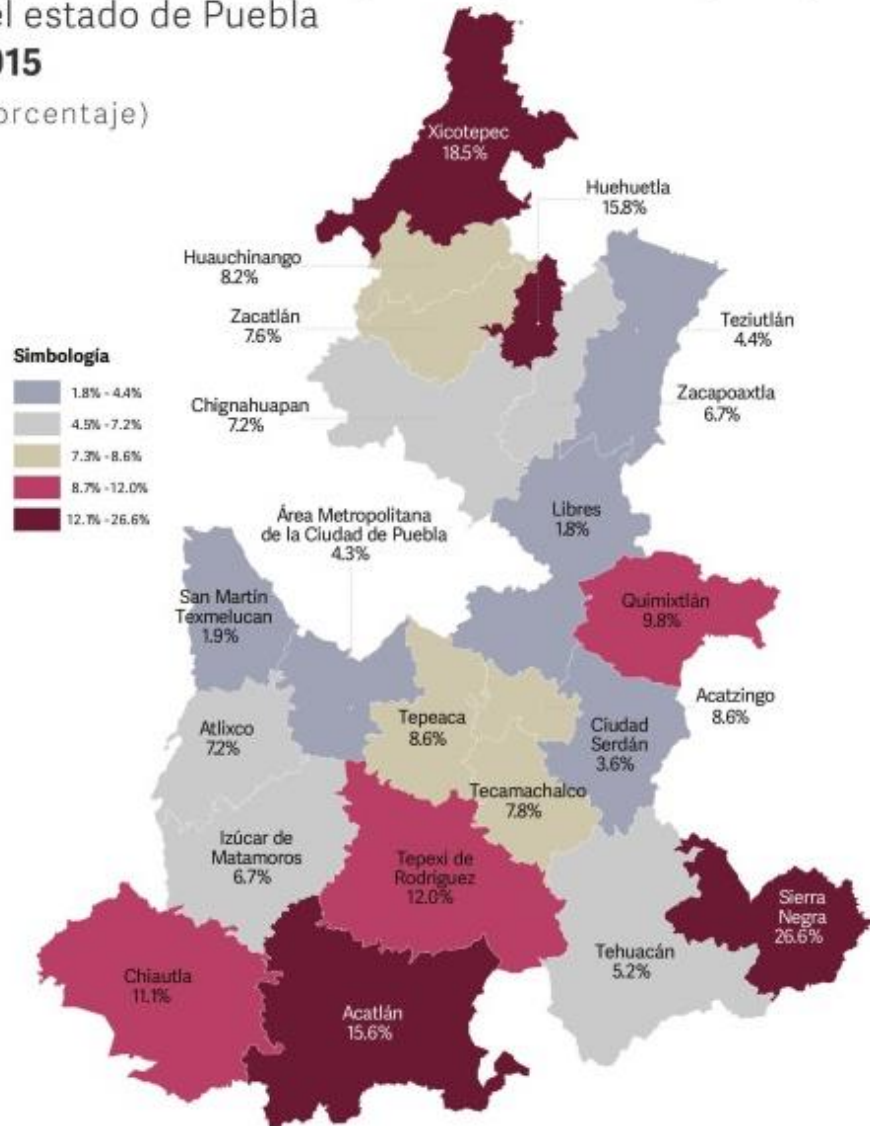 el estado de Puebla
015
orcentaje)
Xicotepec
18.5%
Huehuetla
15.8%
Huauchinango
8.2%
Zacatlán
7.6%
Teziutlán
4.4%
Simbología
1.8% - 4.4%
4.5% - 7.2%
7.3% - 8.6%
8.7% - 12.0%
12.1% - 26.6%
Chignahuapan
7.2%
Zacapoaxtla
6.7%
Libres
1.8%
Área Metropolitana
de la Ciudad de Puebla
4.3%
San Martín
Texmelucan
1.9%
Quimixtlán
9.8%
Acatzingo
8.6%
Atlixco
7.2%
Tepeaca
8.6%
Ciudad
Serdán
3.6%
Tecamachalco
7.8%
Izúcar de
Matamoros
6.7%
Tepexi de
Rodríguez
12.0%
Sierra
Negra
26.6%
Tehuacán
5.2%
Chiautla
11.1%
Acatlán
15.6%